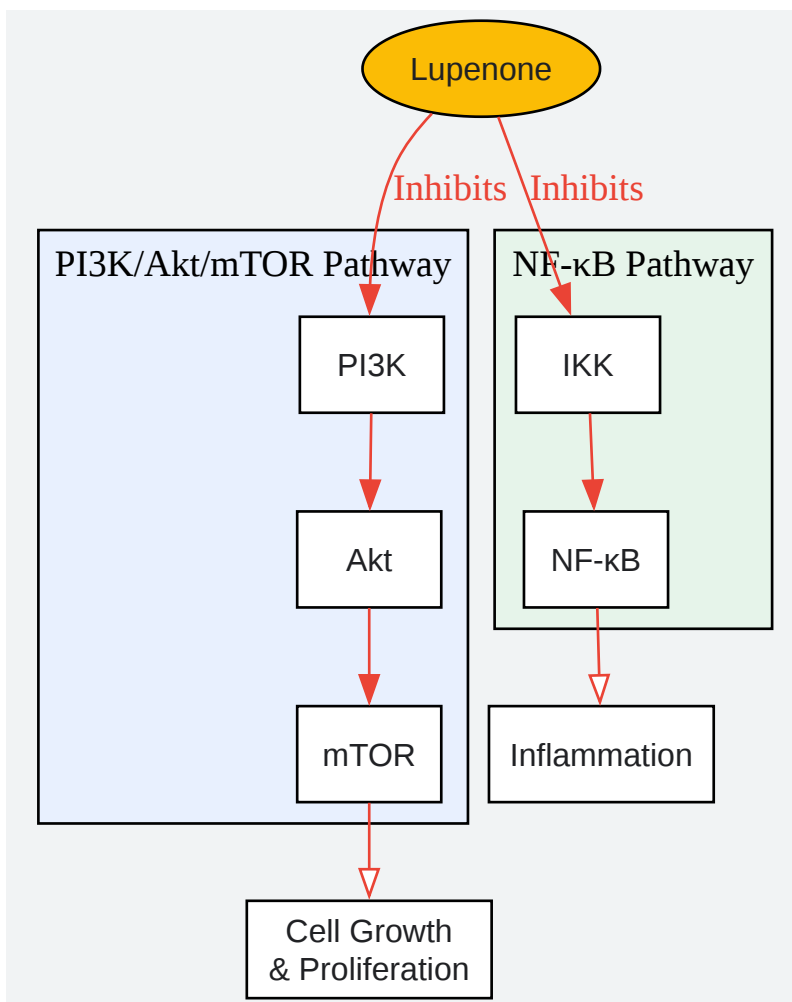 Lupenone
Inhibits
Inhibits
PI3K/Akt/mTOR Pathway
NF-κB Pathway
PI3K
IKK
Akt
NF-κB
mTOR
Inflammation
Cell Growth
& Proliferation